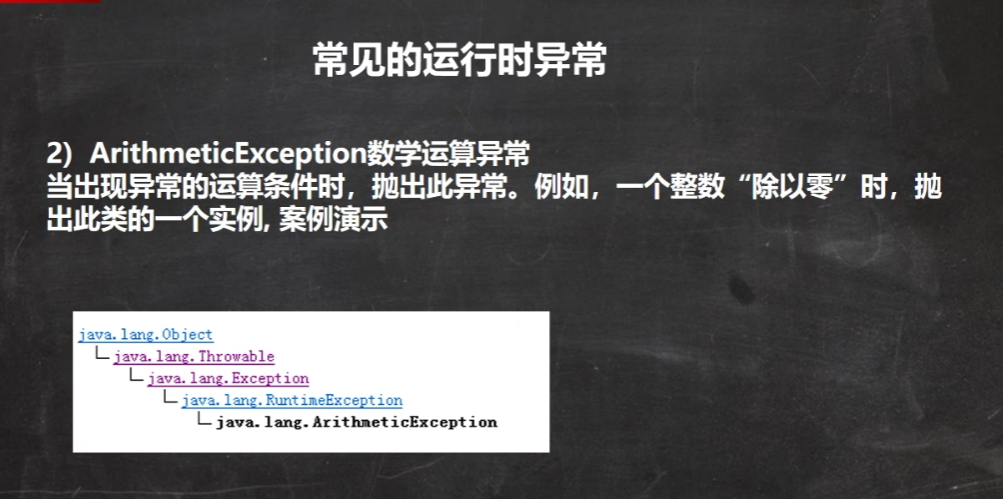 常见的运行时异常
2）ArithmeticException数学运算异常
当出现异常的运算条件时，抛出此异常。例如，一个整数“除以零”时，抛
出此类的一个实例, 案例演示
java.lang.Object
java.lang.Throwable
java.lang.Exception
java.lang.RuntimeException
java.lang.ArithmeticException